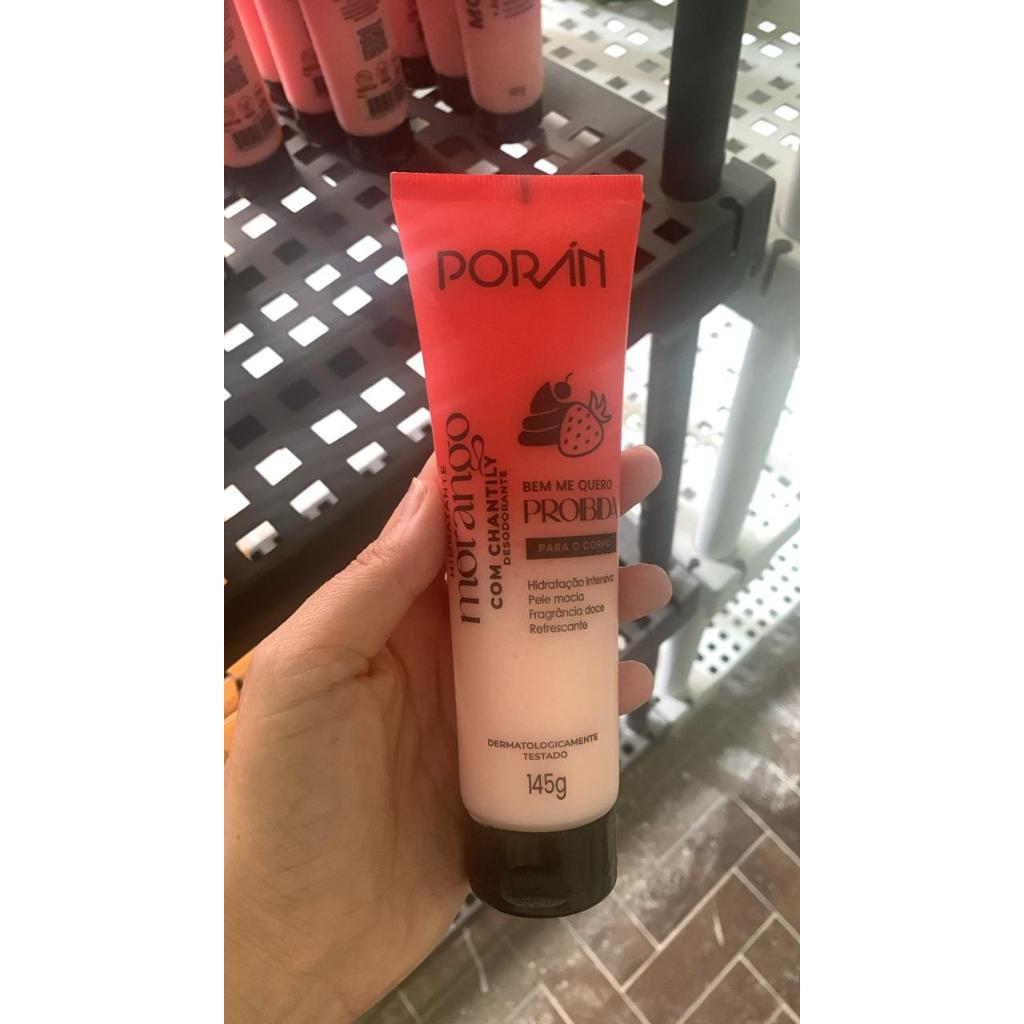 PORÁN
HIDRATANTE
morango
COM CHANTILY
DESODORANTE
BEM ME QUERO
PROIBIDA
PARA O CORPO
Hidratação Intensiva
Pele macia
Fragrância doce
Refrescante
DERMATOLOGICAMENTE
TESTADO
145g